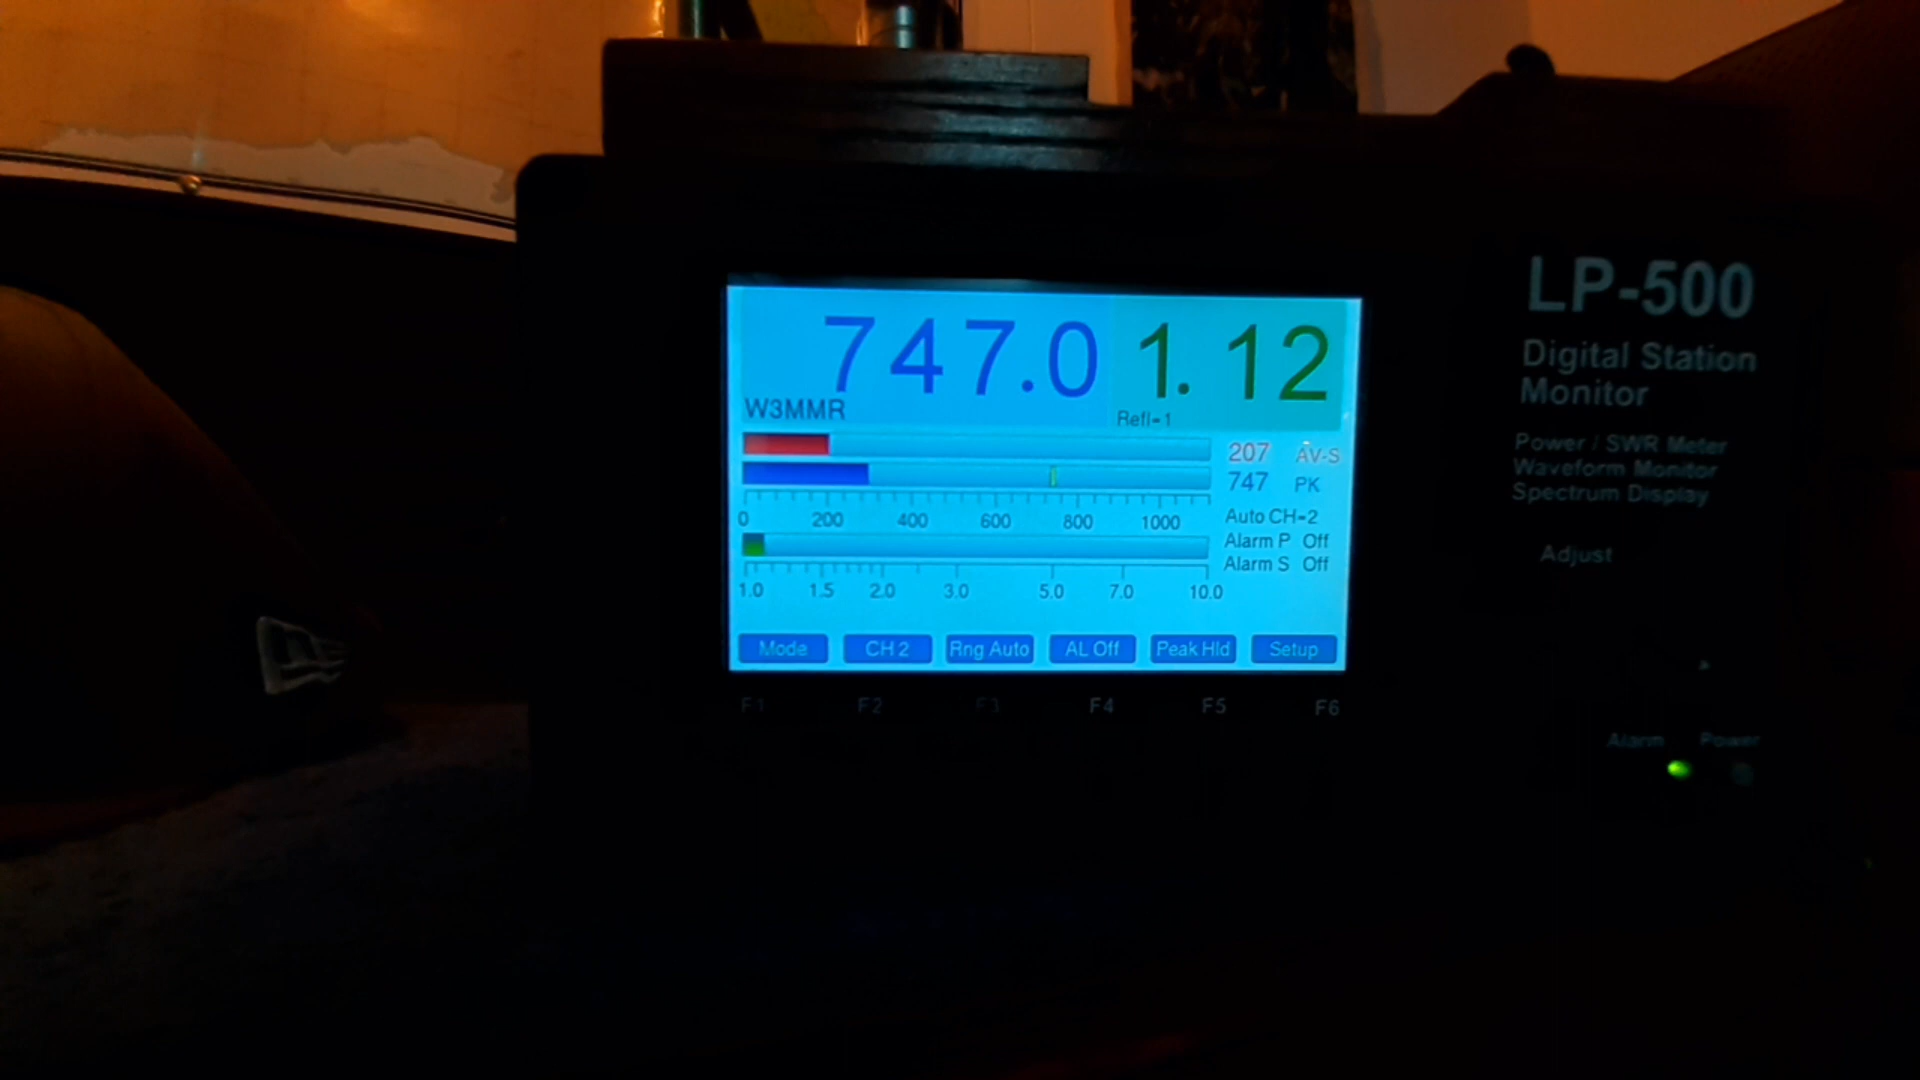 747.0 1.12
W3MMR Refl=1
207 AV-S
747 PK
0 200 400 600 800 1000
Auto CH=2
Alarm P Off
Alarm S Off
1.0 1.5 2.0 3.0 5.0 7.0 10.0
Mode CH 2 Rng Auto AL Off Peak Hld Setup
F1 F2 F3 F4 F5 F6
LP-500
Digital Station
Monitor
Power / SWR Meter
Waveform Monitor
Spectrum Display
Adjust
Alarm Power